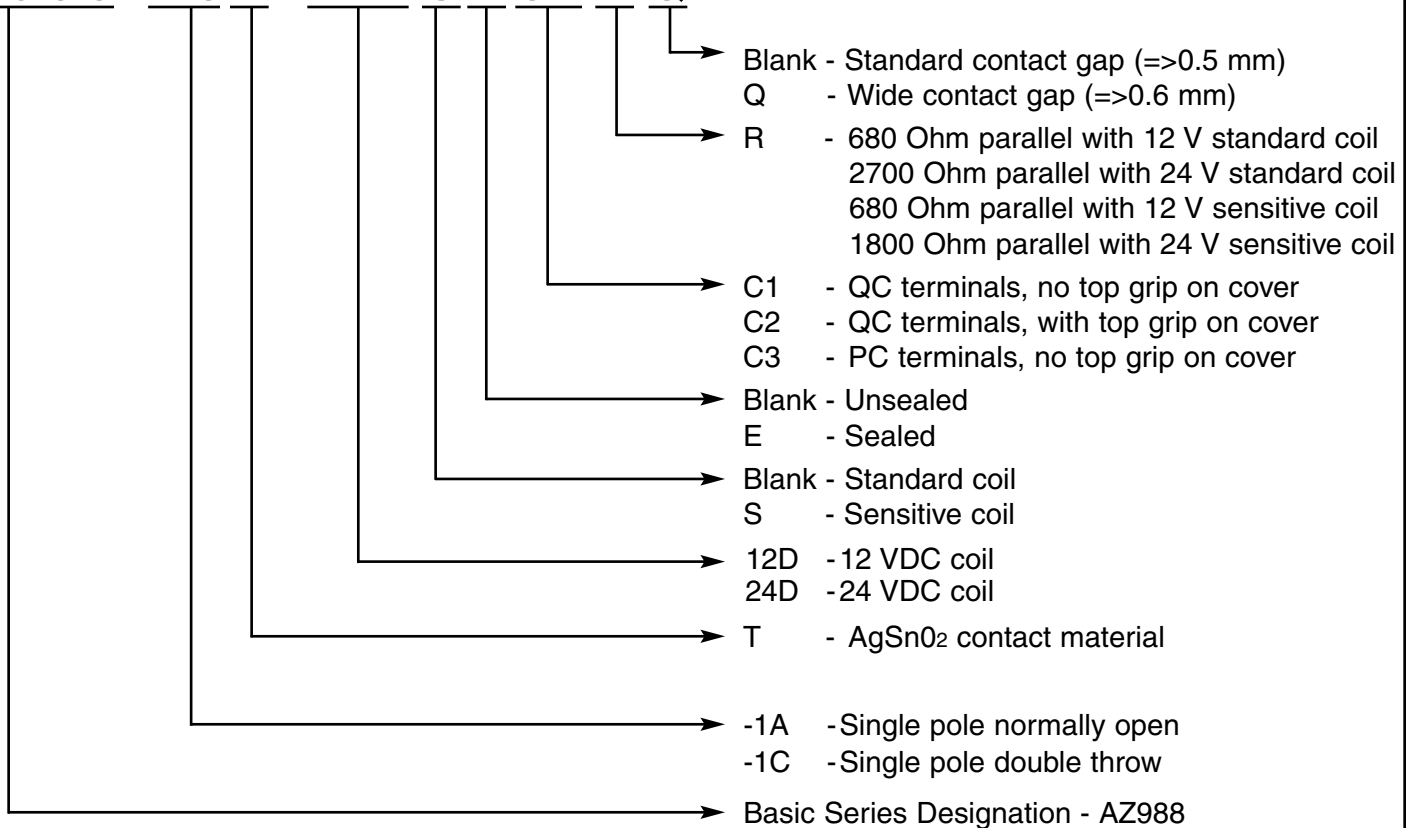 Blank - Standard contact gap (=>0.5 mm)
Q - Wide contact gap (=>0.6 mm)
R - 680 Ohm parallel with 12 V standard coil
2700 Ohm parallel with 24 V standard coil
680 Ohm parallel with 12 V sensitive coil
1800 Ohm parallel with 24 V sensitive coil
C1 - QC terminals, no top grip on cover
C2 - QC terminals, with top grip on cover
C3 - PC terminals, no top grip on cover
Blank - Unsealed
E - Sealed
Blank - Standard coil
S - Sensitive coil
12D -12 VDC coil
24D -24 VDC coil
T - AgSn0₂ contact material
-1A -Single pole normally open
-1C -Single pole double throw
Basic Series Designation - AZ988